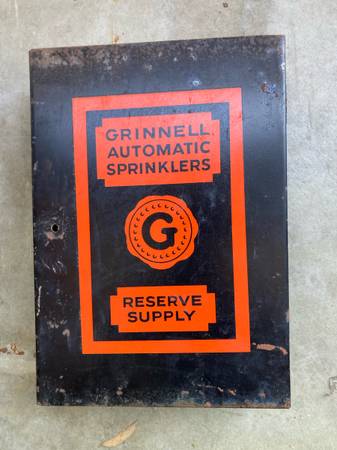 GRINNELL
AUTOMATIC
SPRINKLERS
G
RESERVE
SUPPLY